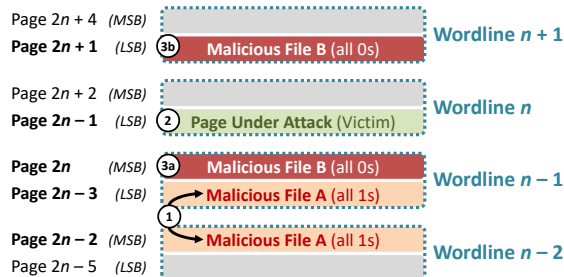 Page 2n + 4 (MSB)
Page 2n + 1 (LSB) 3b Malicious File B (all 0s) Wordline n + 1
Page 2n + 2 (MSB)
Page 2n − 1 (LSB) 2 Page Under Attack (Victim) Wordline n
Page 2n (MSB) 3a Malicious File B (all 0s)
Page 2n − 3 (LSB) Malicious File A (all 1s) Wordline n − 1
1
Page 2n − 2 (MSB) Malicious File A (all 1s)
Page 2n − 5 (LSB) Wordline n − 2